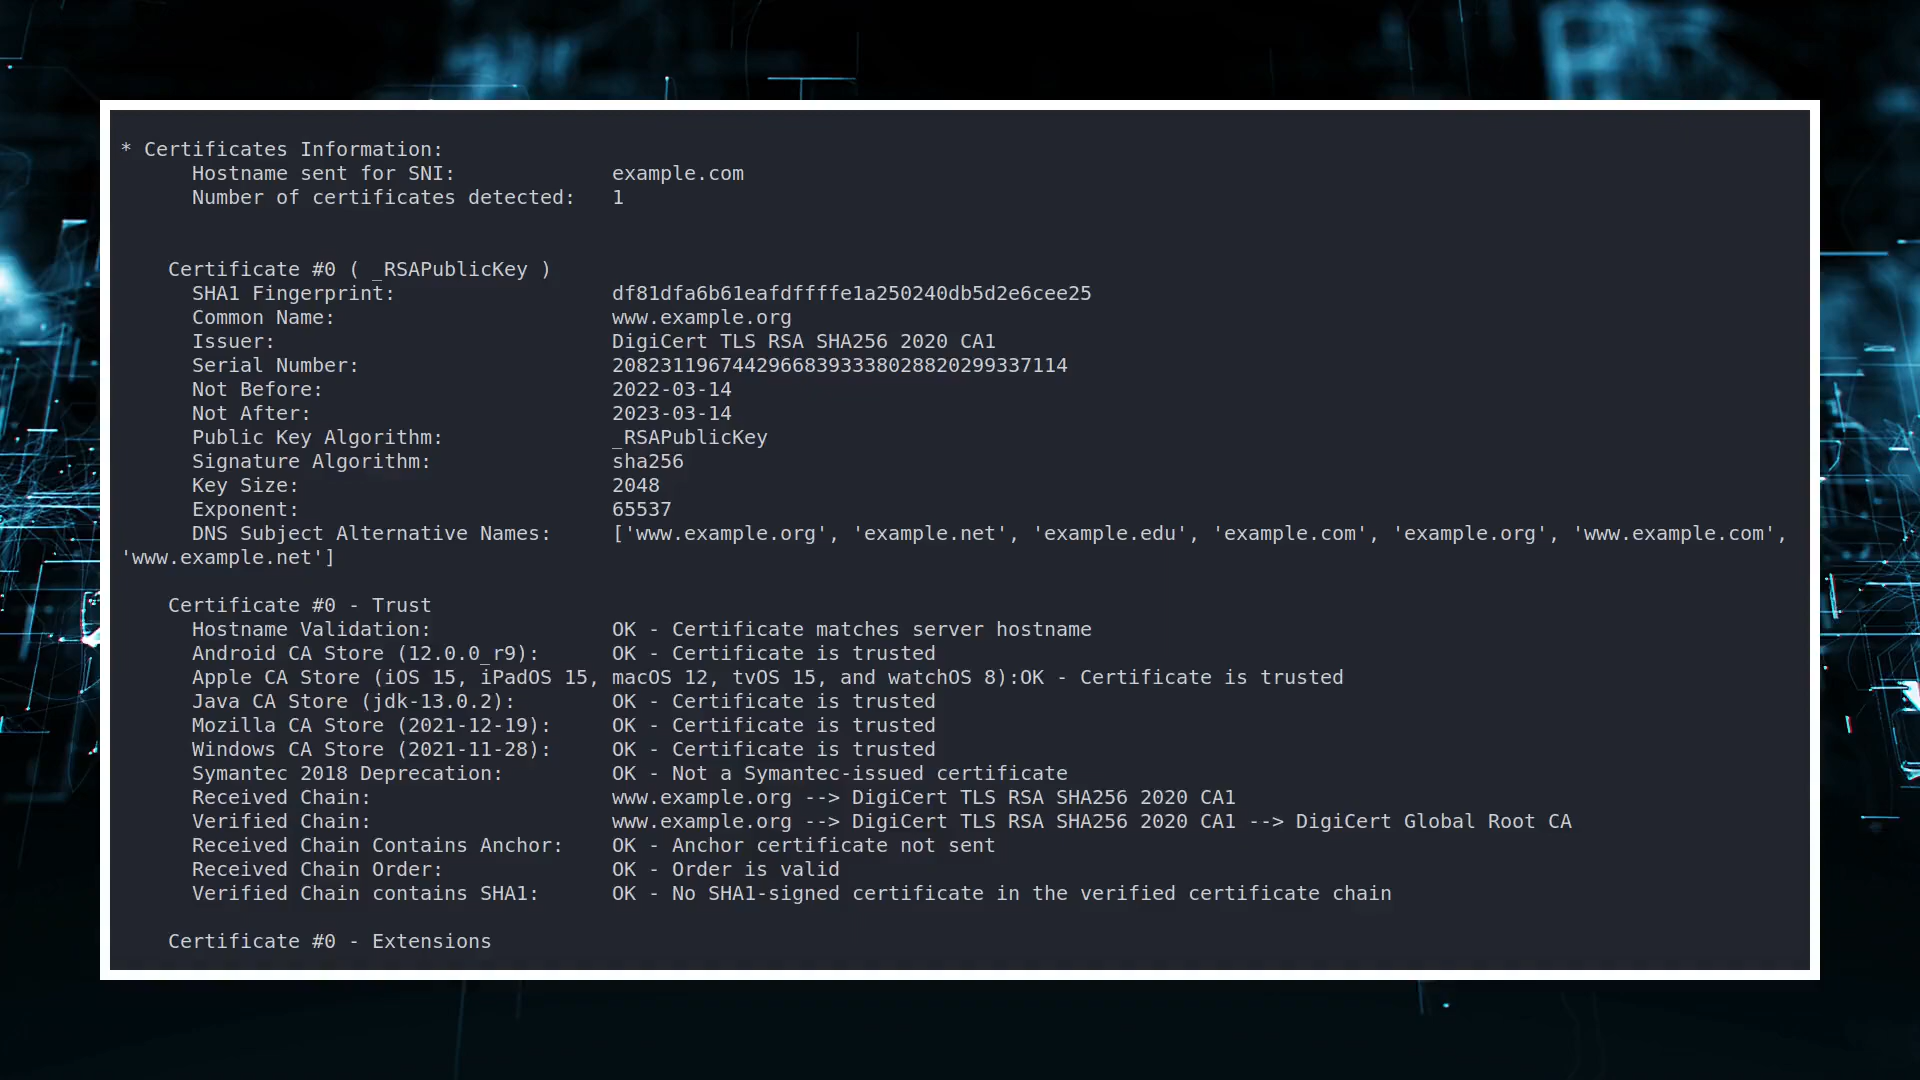 * Certificates Information:
Hostname sent for SNI: example.com
Number of certificates detected: 1
Certificate #0 ( _RSAPublicKey )
SHA1 Fingerprint: df81dfa6b61eafdffffe1a250240db5d2e6cee25
Common Name: www.example.org
Issuer: DigiCert TLS RSA SHA256 2020 CA1
Serial Number: 20823119674429668393338028820299337114
Not Before: 2022-03-14
Not After: 2023-03-14
Public Key Algorithm: _RSAPublicKey
Signature Algorithm: sha256
Key Size: 2048
Exponent: 65537
DNS Subject Alternative Names: ['www.example.org', 'example.net', 'example.edu', 'example.com', 'example.org', 'www.example.com',
'www.example.net']
Certificate #0 - Trust
Hostname Validation: OK - Certificate matches server hostname
Android CA Store (12.0.0_r9): OK - Certificate is trusted
Apple CA Store (iOS 15, iPadOS 15, macOS 12, tvOS 15, and watchOS 8):OK - Certificate is trusted
Java CA Store (jdk-13.0.2): OK - Certificate is trusted
Mozilla CA Store (2021-12-19): OK - Certificate is trusted
Windows CA Store (2021-11-28): OK - Certificate is trusted
Symantec 2018 Deprecation: OK - Not a Symantec-issued certificate
Received Chain: www.example.org --> DigiCert TLS RSA SHA256 2020 CA1
Verified Chain: www.example.org --> DigiCert TLS RSA SHA256 2020 CA1 --> DigiCert Global Root CA
Received Chain Contains Anchor: OK - Anchor certificate not sent
Received Chain Order: OK - Order is valid
Verified Chain contains SHA1: OK - No SHA1-signed certificate in the verified certificate chain
Certificate #0 - Extensions